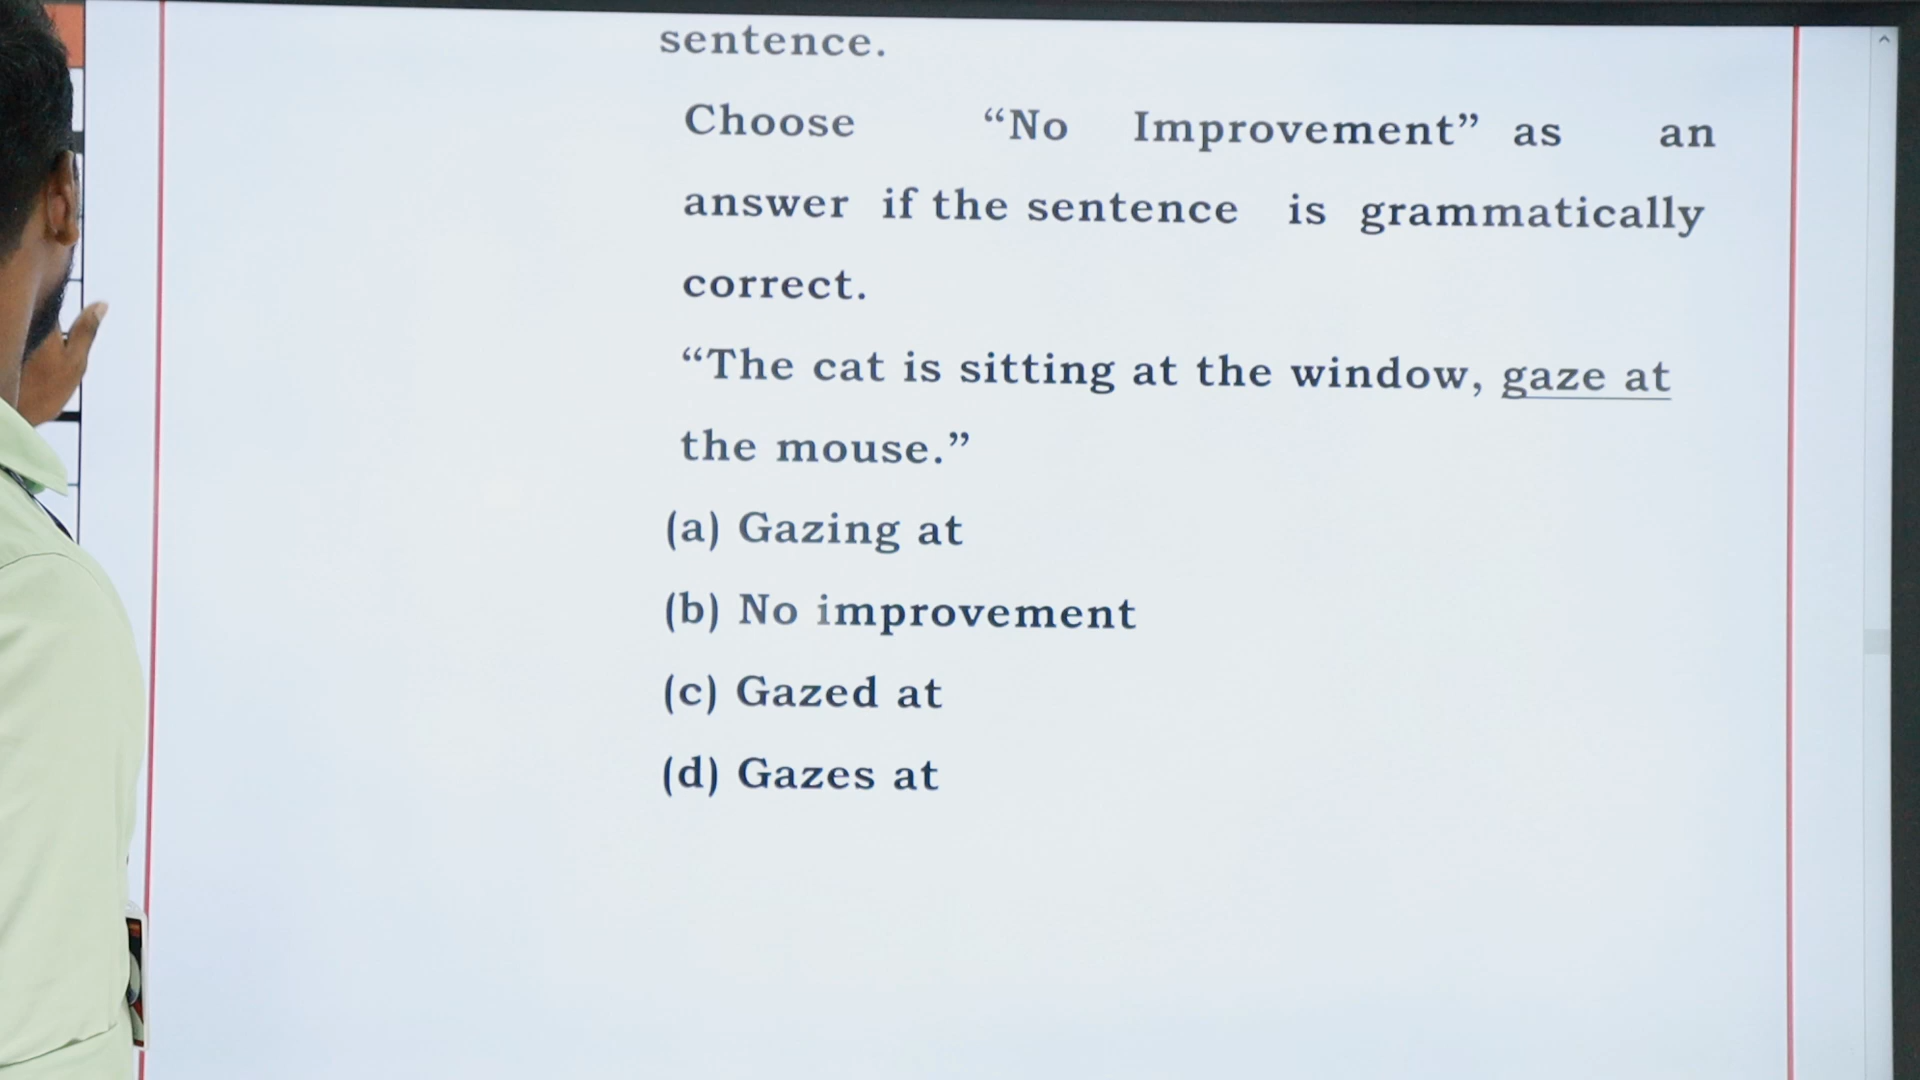 sentence.
Choose “No Improvement” as an
answer if the sentence is grammatically
correct.
“The cat is sitting at the window, gaze at
the mouse.”
(a) Gazing at
(b) No improvement
(c) Gazed at
(d) Gazes at